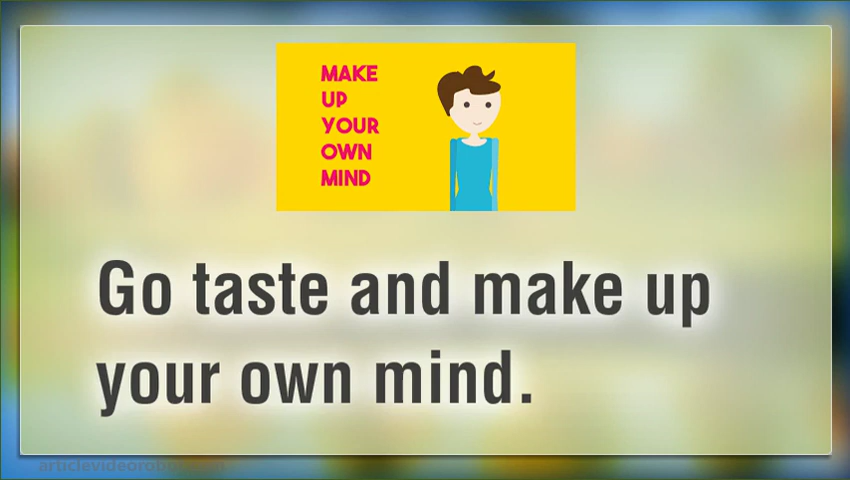 MAKE
UP
YOUR
OWN
MIND
Go taste and make up
your own mind.